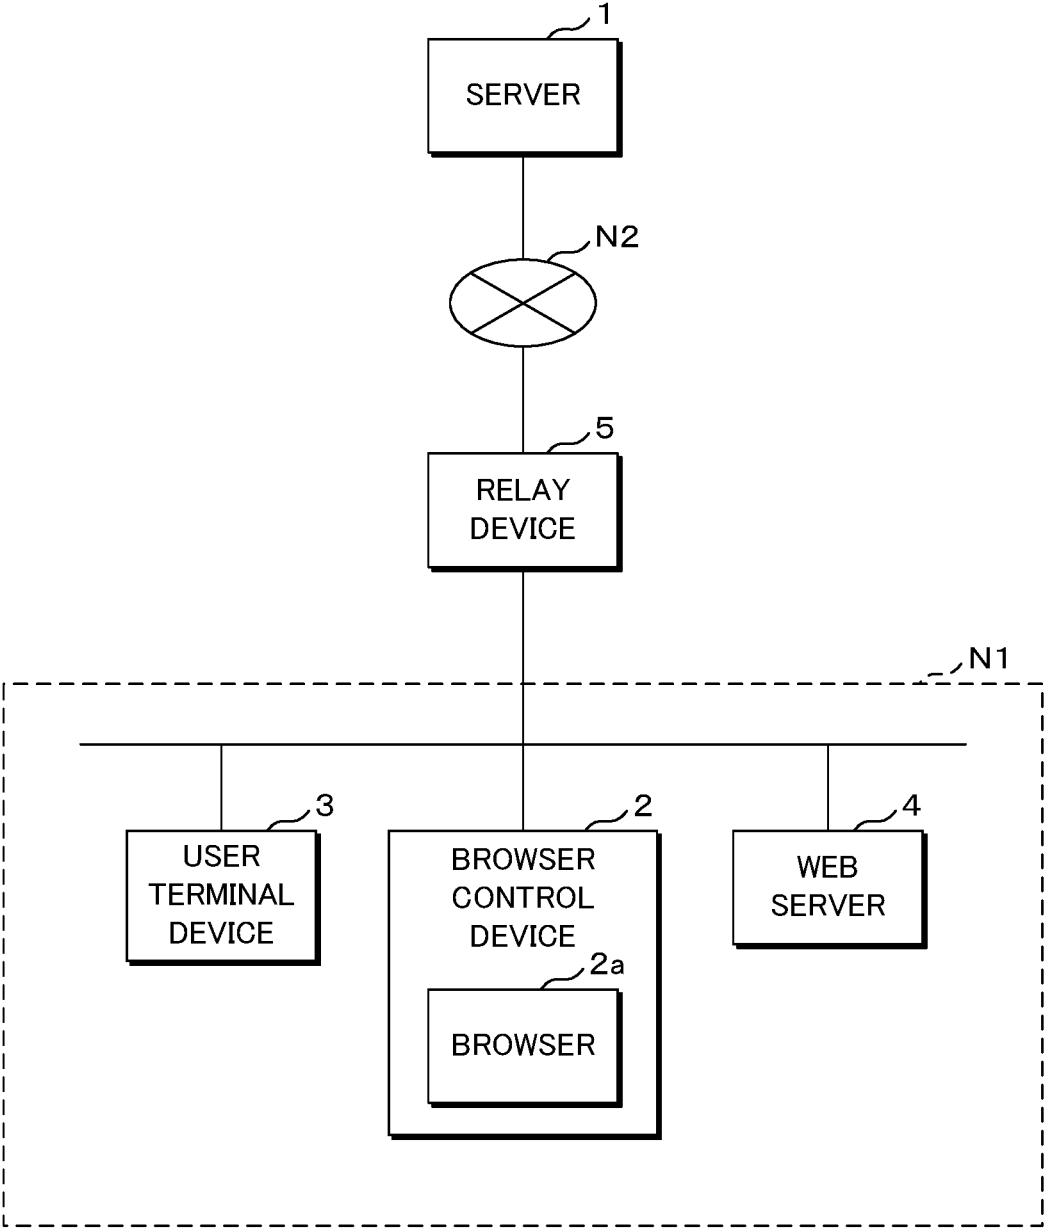 1
SERVER
N2
5
RELAY
DEVICE
N1
3
USER
TERMINAL
DEVICE
2
BROWSER
CONTROL
DEVICE
2a
BROWSER
4
WEB
SERVER